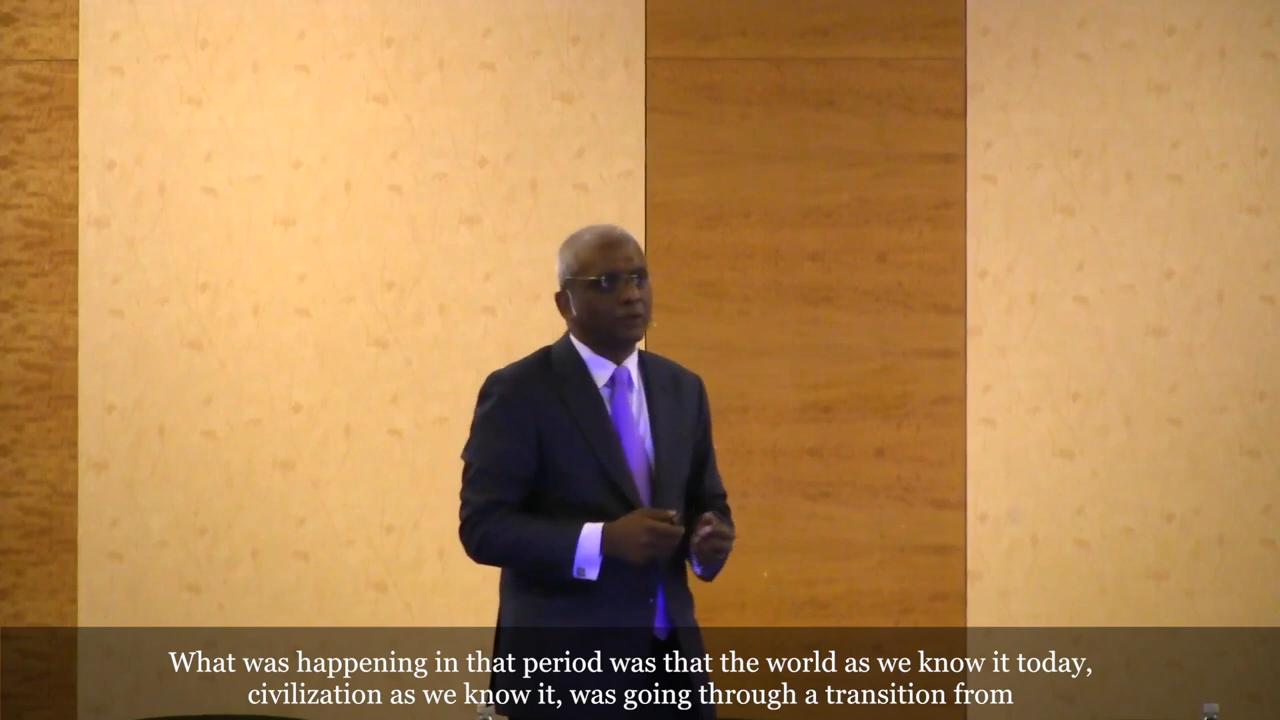 What was happening in that period was that the world as we know it today,
civilization as we know it, was going through a transition from